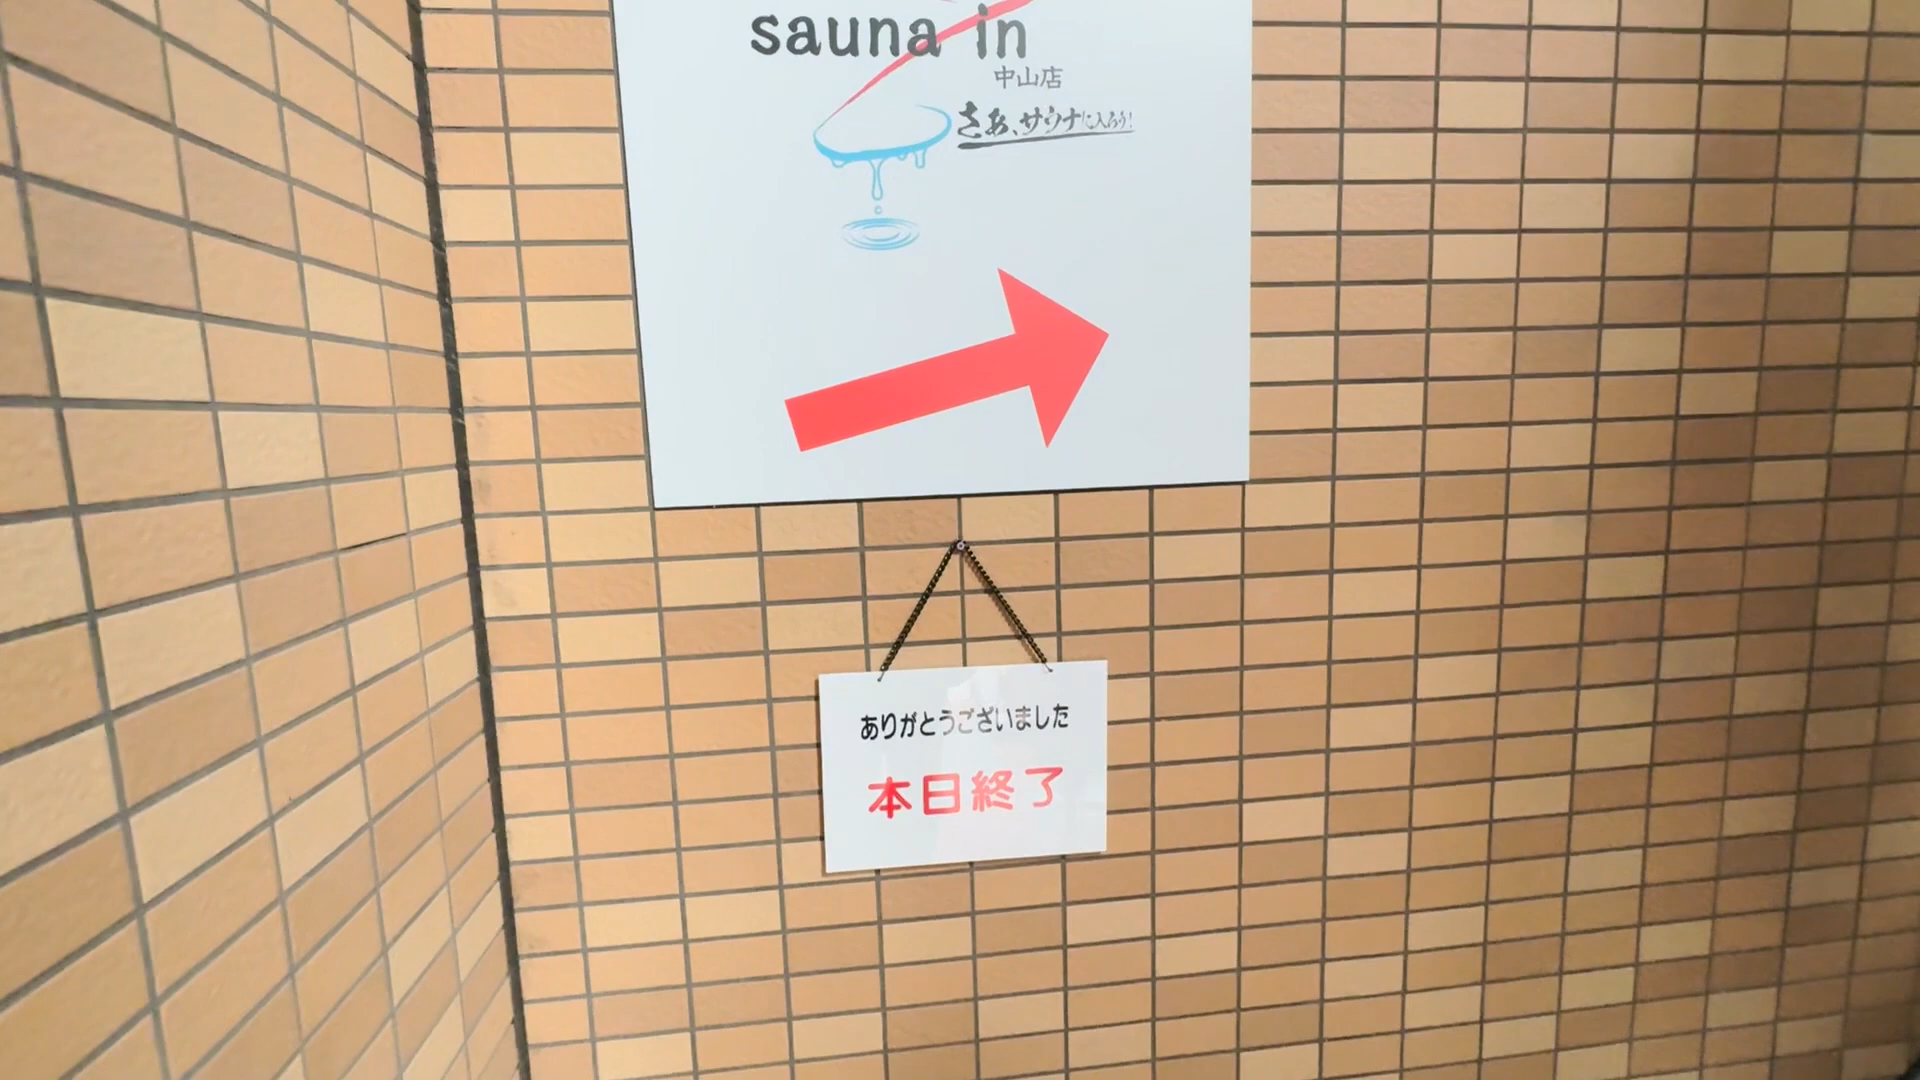 sauna in
中山店
さあ、サウナに入ろう!
ありがとうございました
本日終了